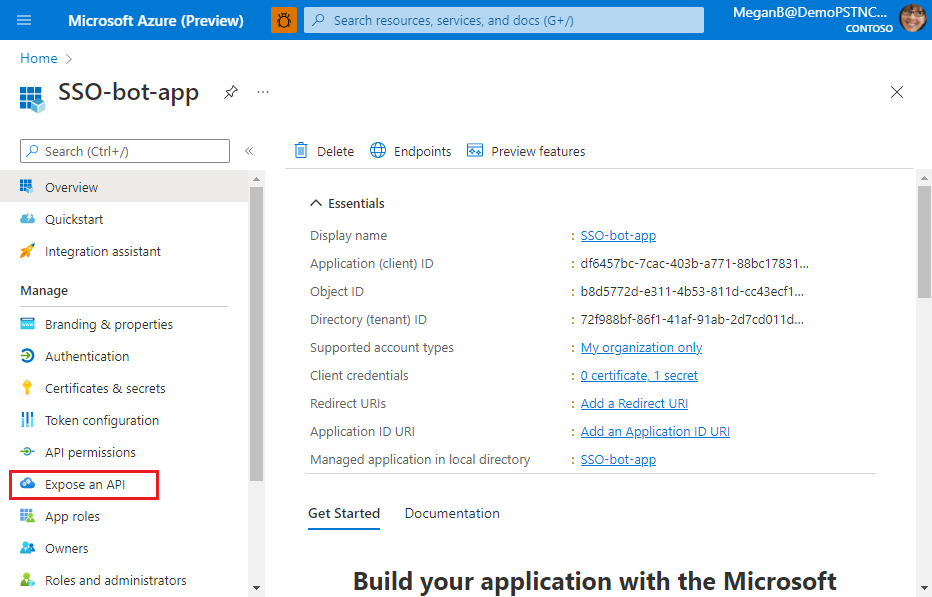 Microsoft Azure (Preview)
Search resources, services, and docs (G+/)
MeganB@DemoPSTNC...
CONTOSO
Home
SSO-bot-app
...
Search (Ctrl+/)
«
Delete
Endpoints
Preview features
Overview
Quickstart
Integration assistant
Manage
Branding & properties
Authentication
Certificates & secrets
Token configuration
API permissions
Expose an API
App roles
Owners
Roles and administrators
Essentials
Display name : SSO-bot-app
Application (client) ID : df6457bc-7cac-403b-a771-88bc17831...
Object ID : b8d5772d-e311-4b53-811d-cc43ecf1...
Directory (tenant) ID : 72f988bf-86f1-41af-91ab-2d7cd011d...
Supported account types : My organization only
Client credentials : 0 certificate, 1 secret
Redirect URIs : Add a Redirect URI
Application ID URI : Add an Application ID URI
Managed application in local directory : SSO-bot-app
Get Started
Documentation
Build your application with the Microsoft